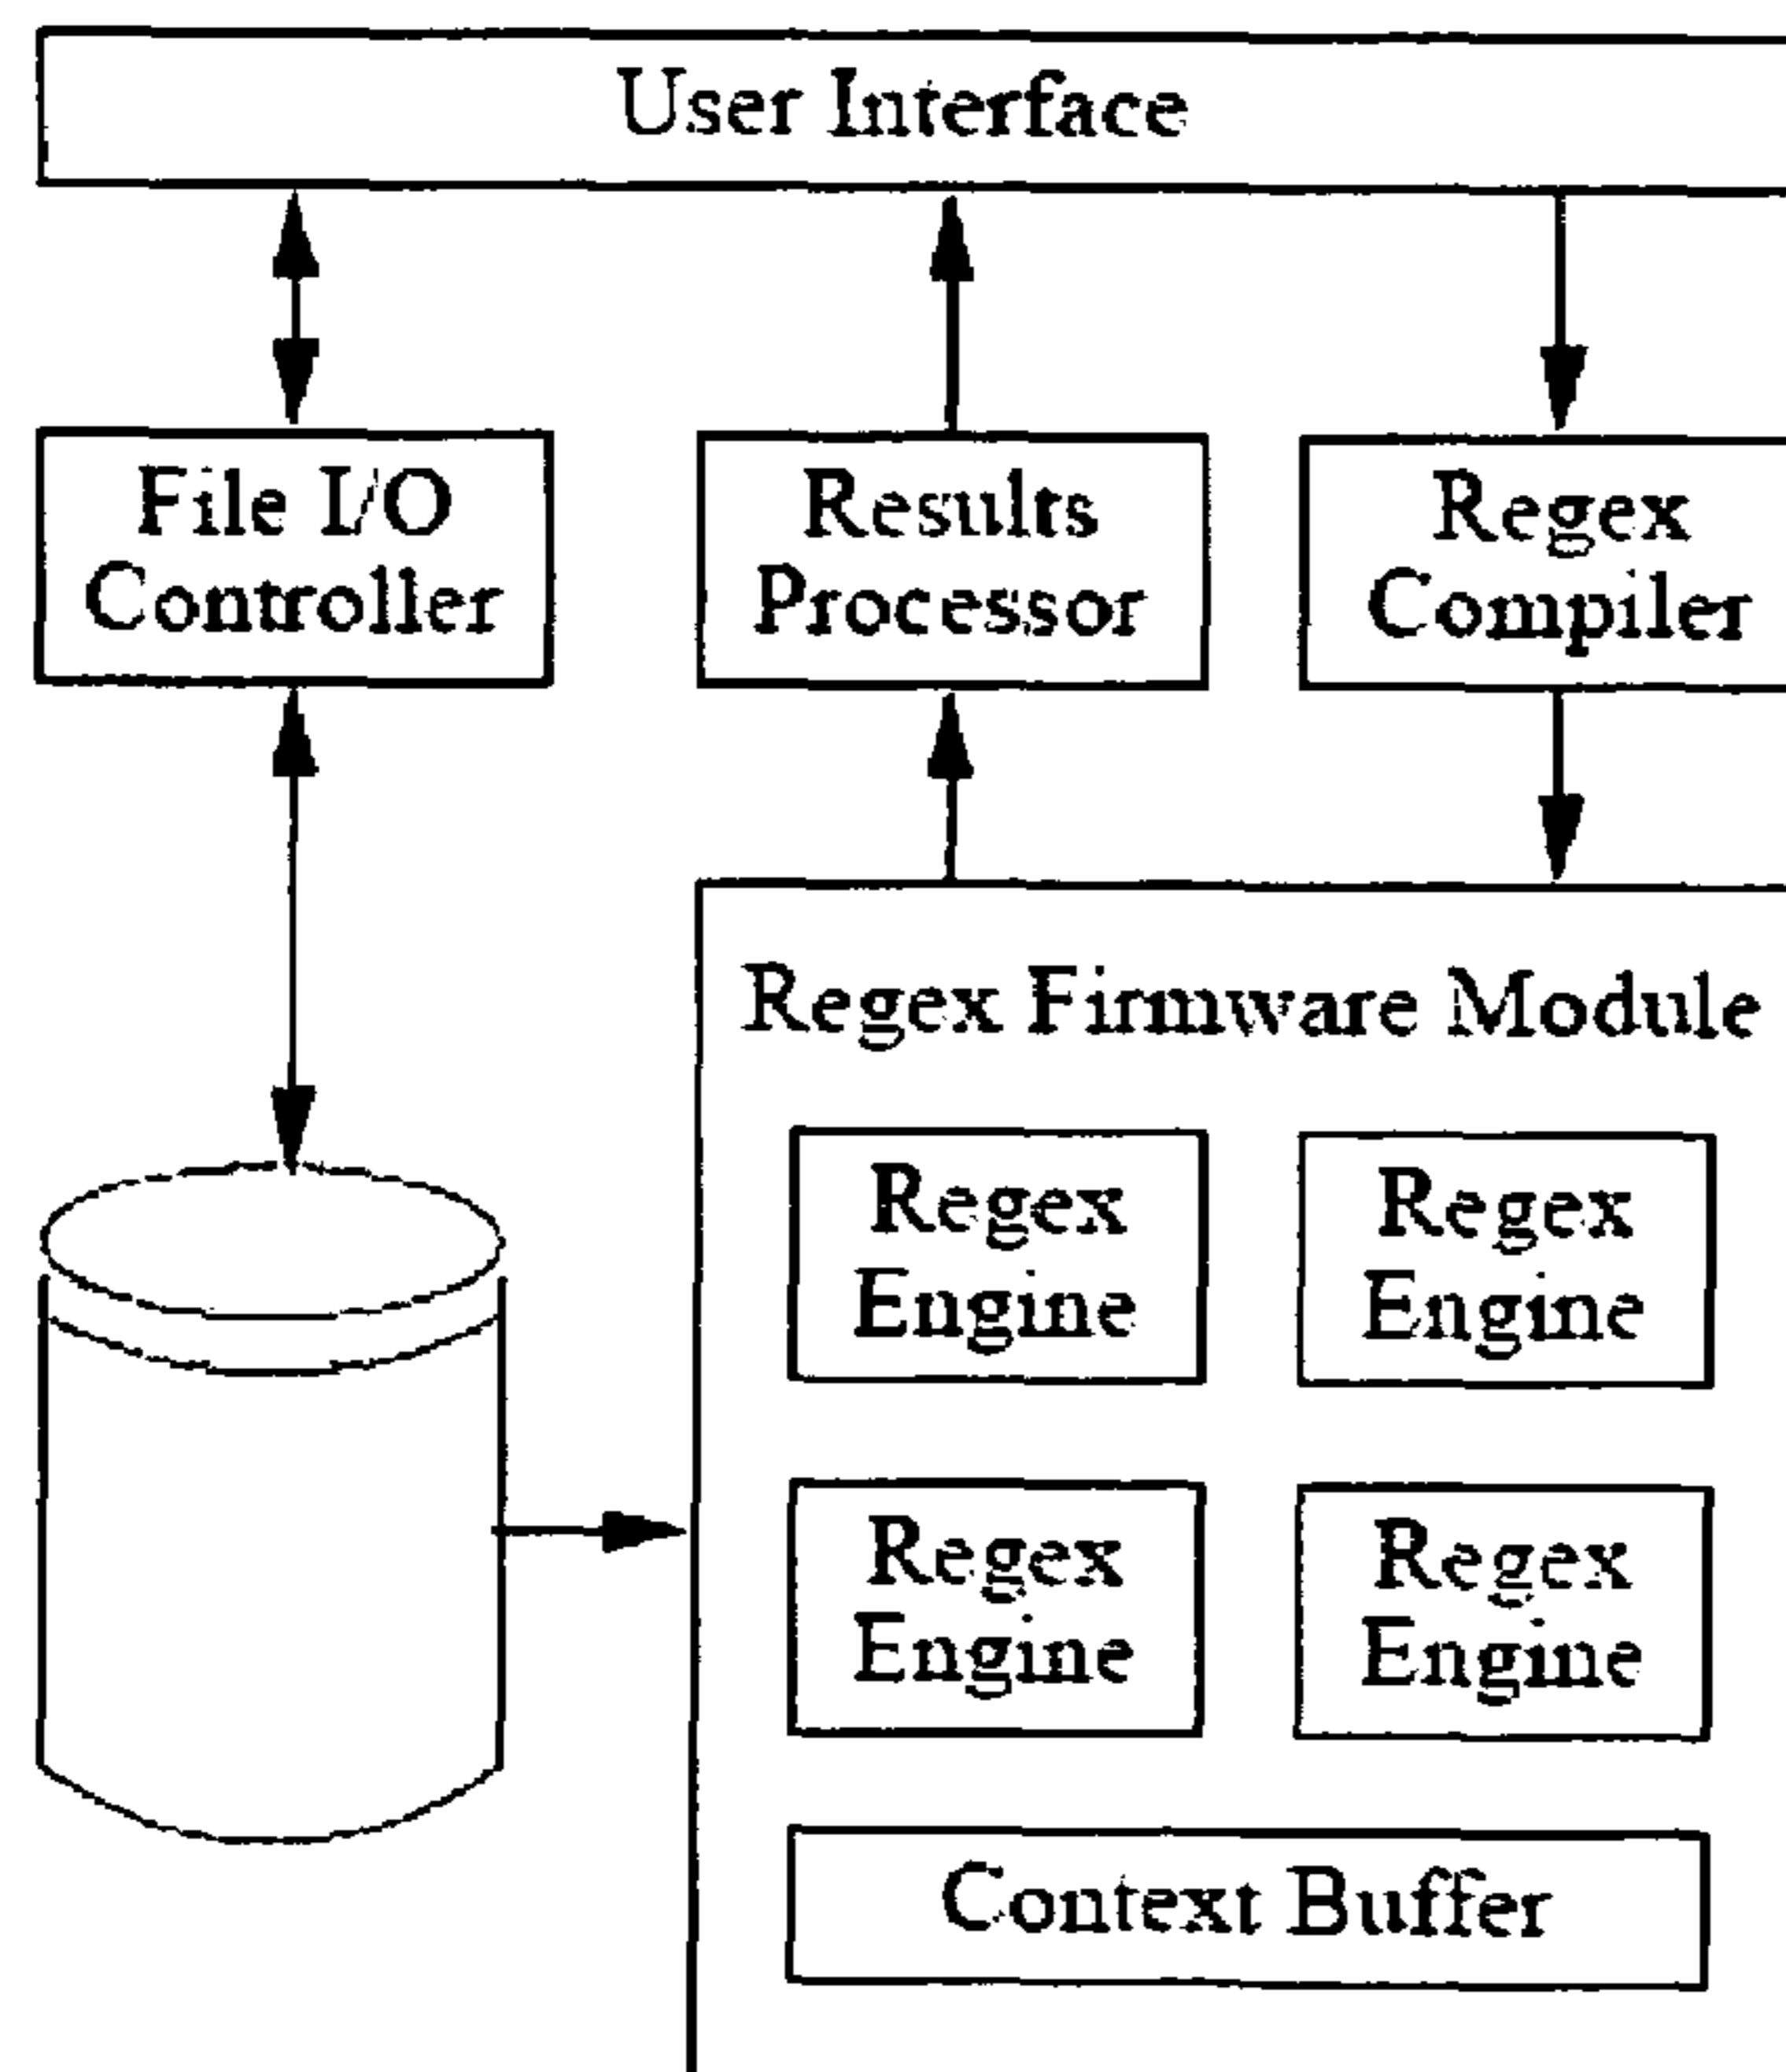 User Interface
File I/O
Controller
Results
Processor
Regex
Compiler
Regex Firmware Module
Regex
Engine
Regex
Engine
Regex
Engine
Regex
Engine
Context Buffer